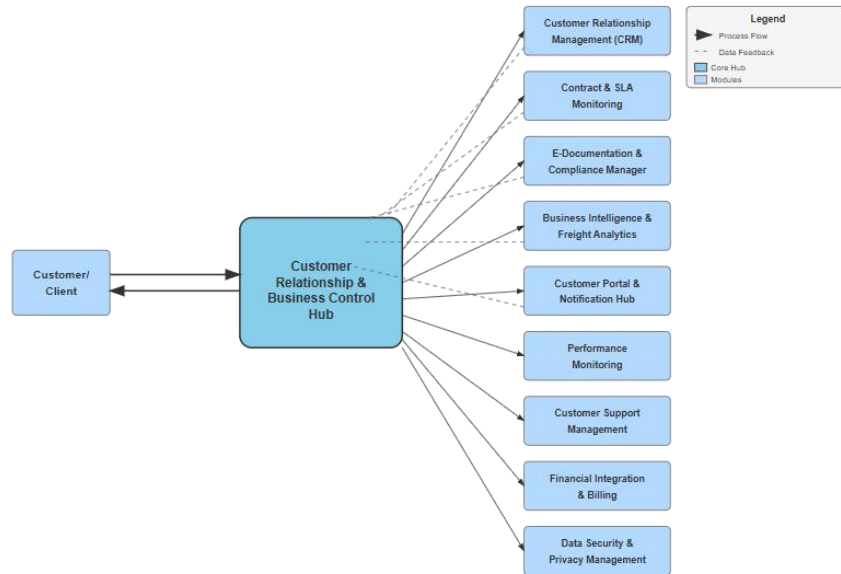 Customer Relationship
Management (CRM)
Legend
Process Flow
Data Feedback
Core Hub
Modules
Contract & SLA
Monitoring
E-Documentation &
Compliance Manager
Business Intelligence &
Freight Analytics
Customer/
Client
Customer
Relationship &
Business Control
Hub
Customer Portal &
Notification Hub
Performance
Monitoring
Customer Support
Management
Financial Integration
& Billing
Data Security &
Privacy Management